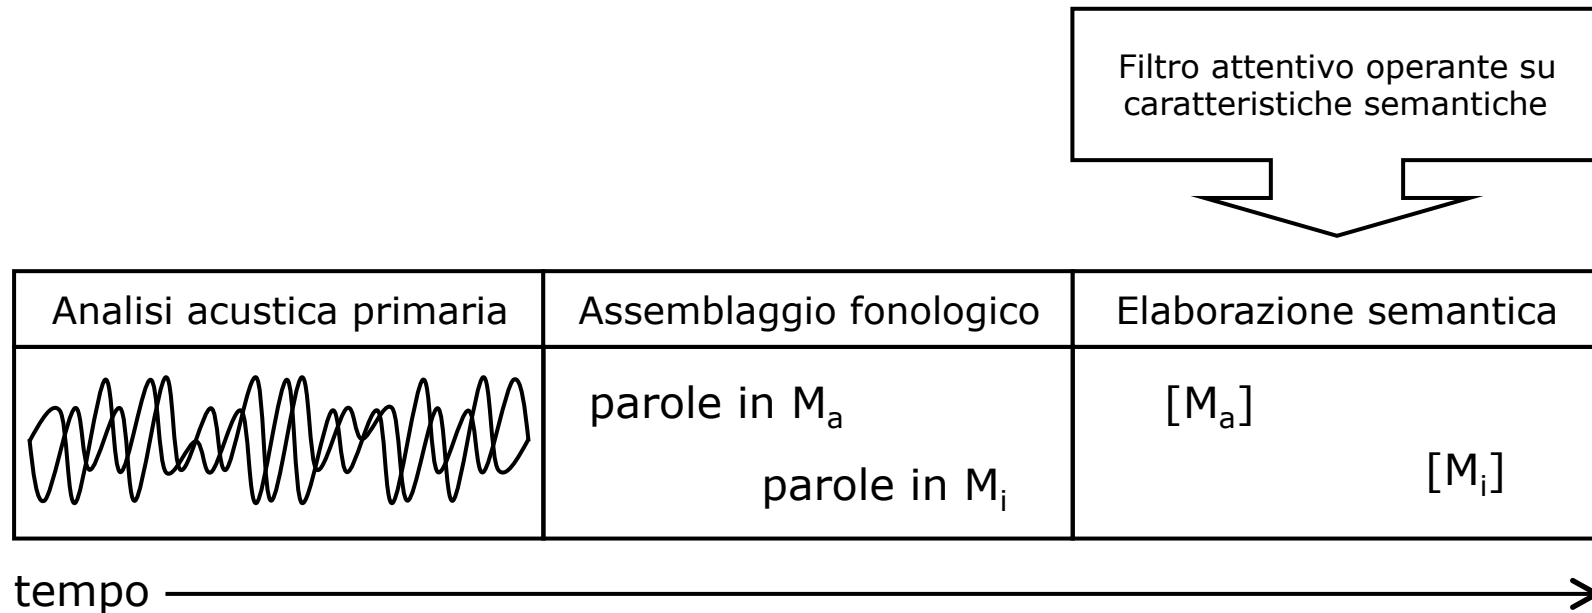 Filtro attentivo operante su
caratteristiche semantiche
Analisi acustica primaria
Assemblaggio fonologico
Elaborazione semantica
parole in Mₐ
[Mₐ]
parole in Mᵢ
[Mᵢ]
tempo